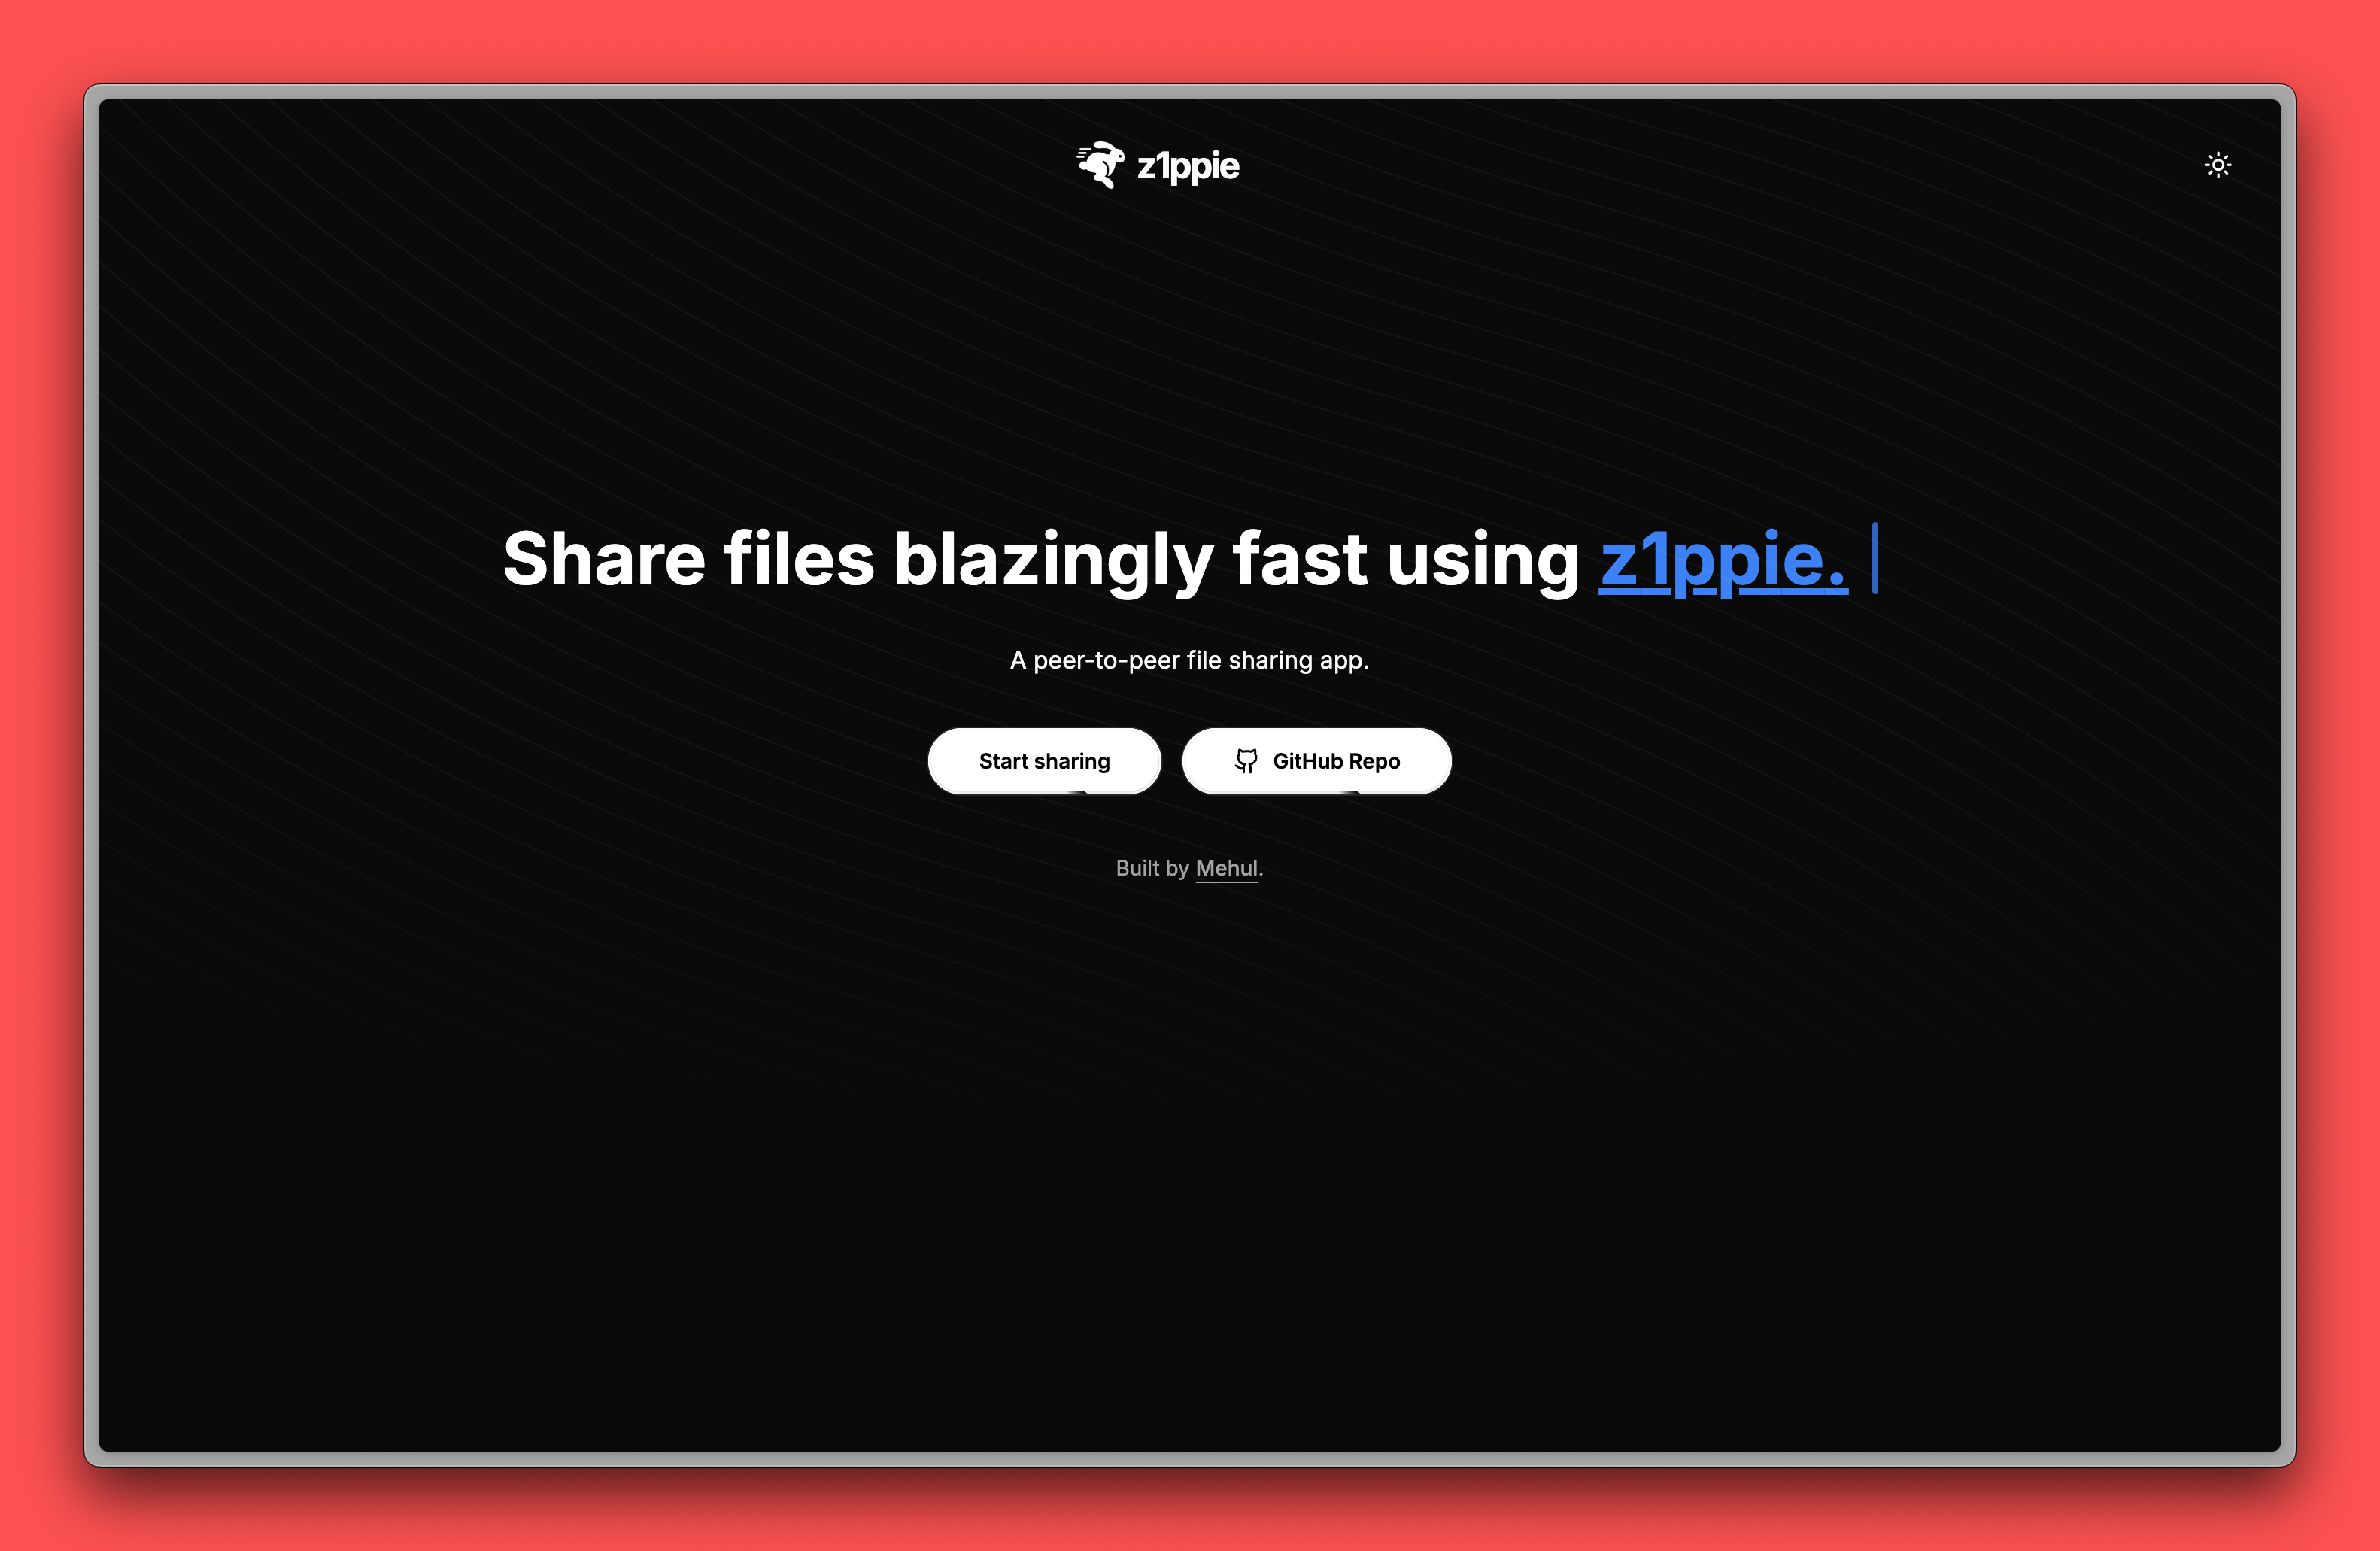 z1ppie
Share files blazingly fast using z1ppie.
A peer-to-peer file sharing app.
Start sharing
GitHub Repo
Built by Mehul.